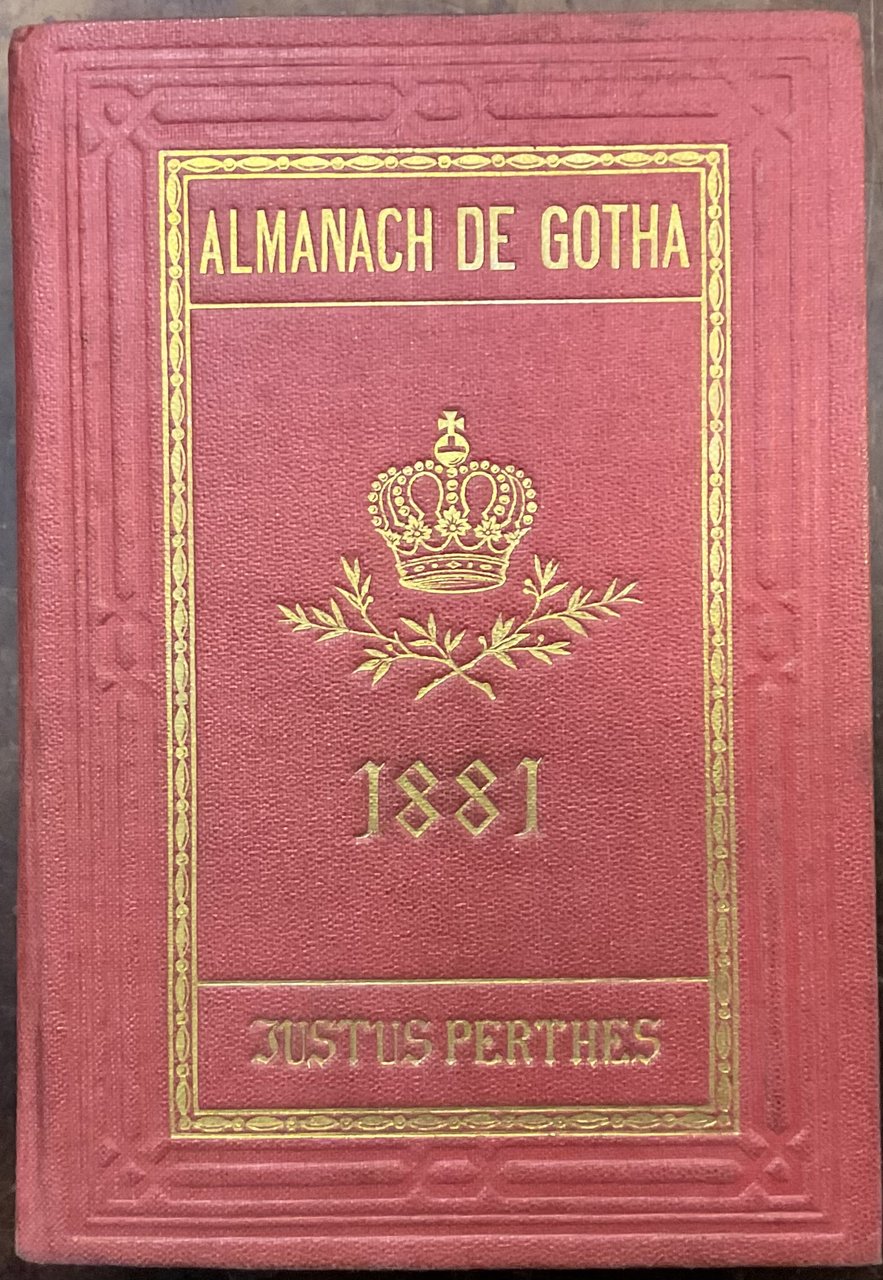 ALMANACH DE GOTHA
1881
JUSTUS PERTHES